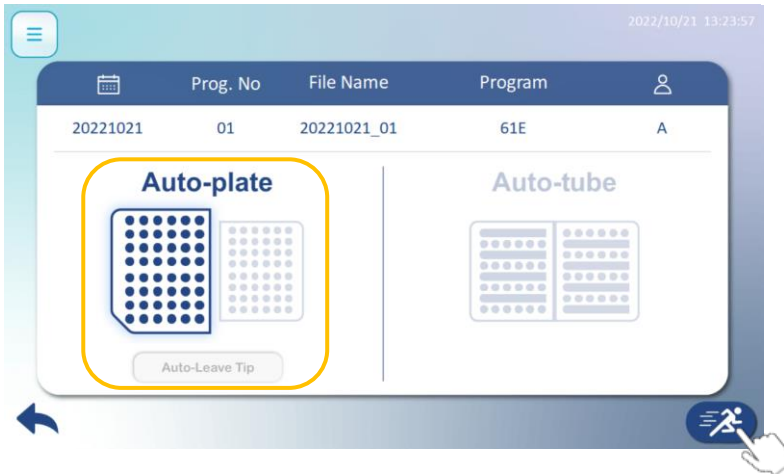 2022/10/21 13:23:57
Prog. No File Name Program
20221021 01 20221021_01 61E A
Auto-plate Auto-tube
Auto-Leave Tip